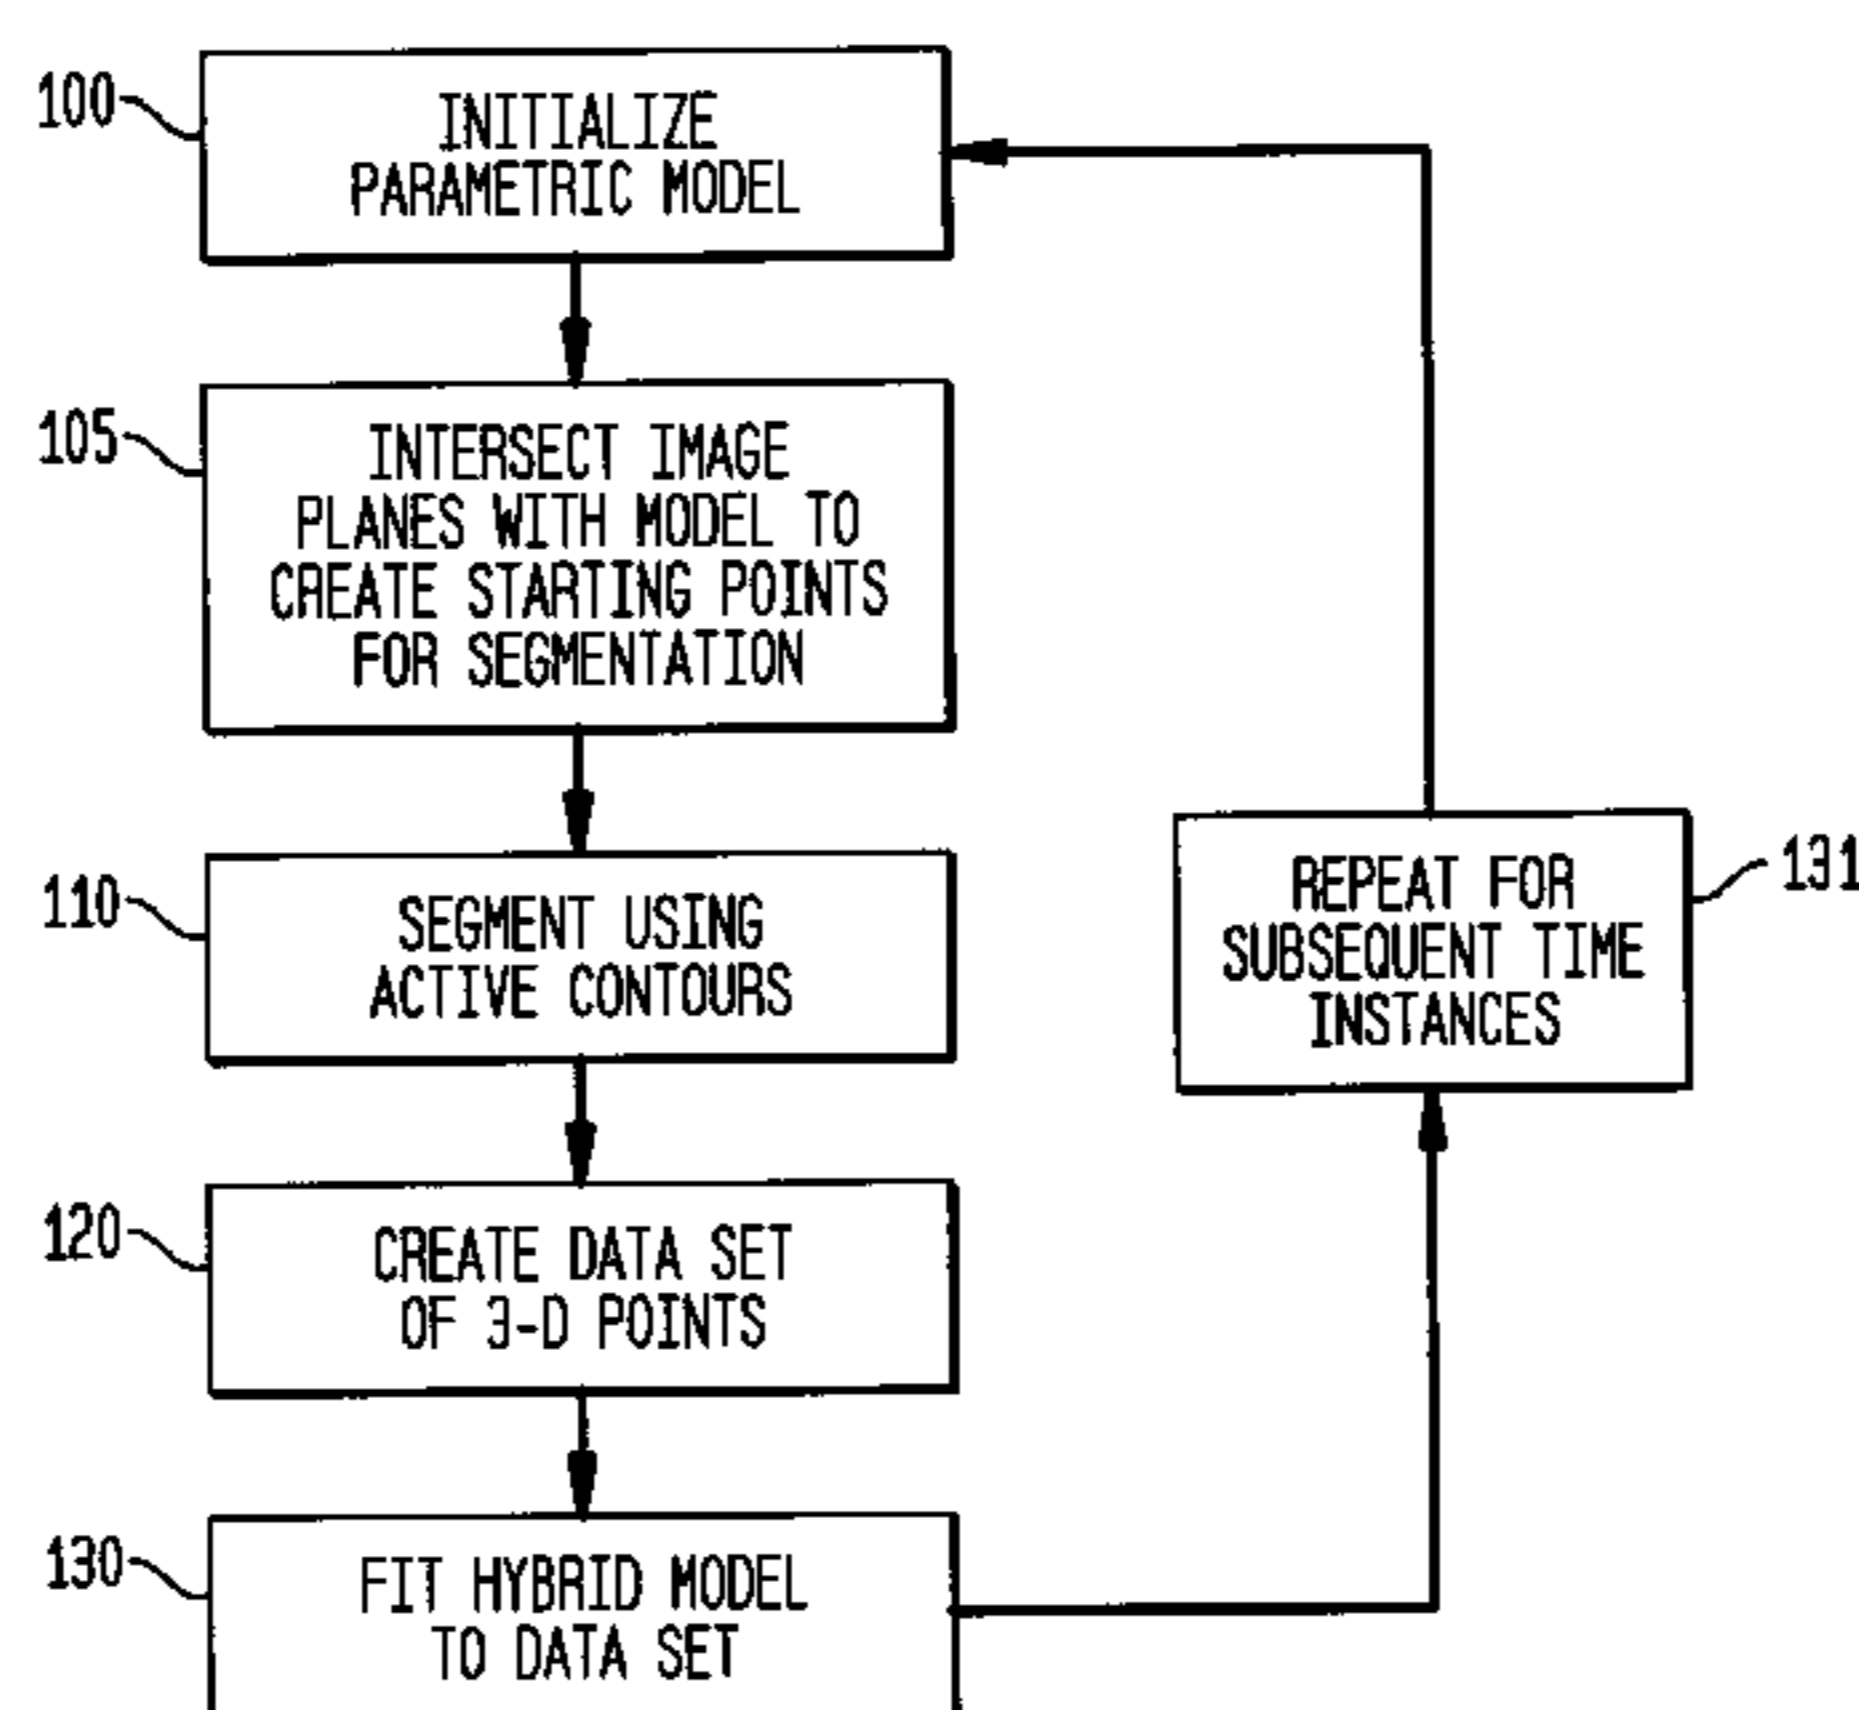 100
INITIALIZE
PARAMETRIC MODEL
105
INTERSECT IMAGE
PLANES WITH MODEL TO
CREATE STARTING POINTS
FOR SEGMENTATION
110
SEGMENT USING
ACTIVE CONTOURS
REPEAT FOR
SUBSEQUENT TIME
INSTANCES
131
120
CREATE DATA SET
OF 3-D POINTS
130
FIT HYBRID MODEL
TO DATA SET